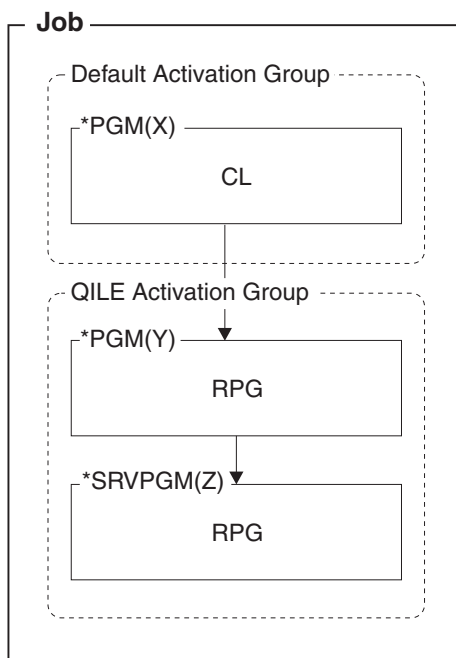 Job
Default Activation Group
*PGM(X)
CL
QILE Activation Group
*PGM(Y)
RPG
*SRVPGM(Z)
RPG